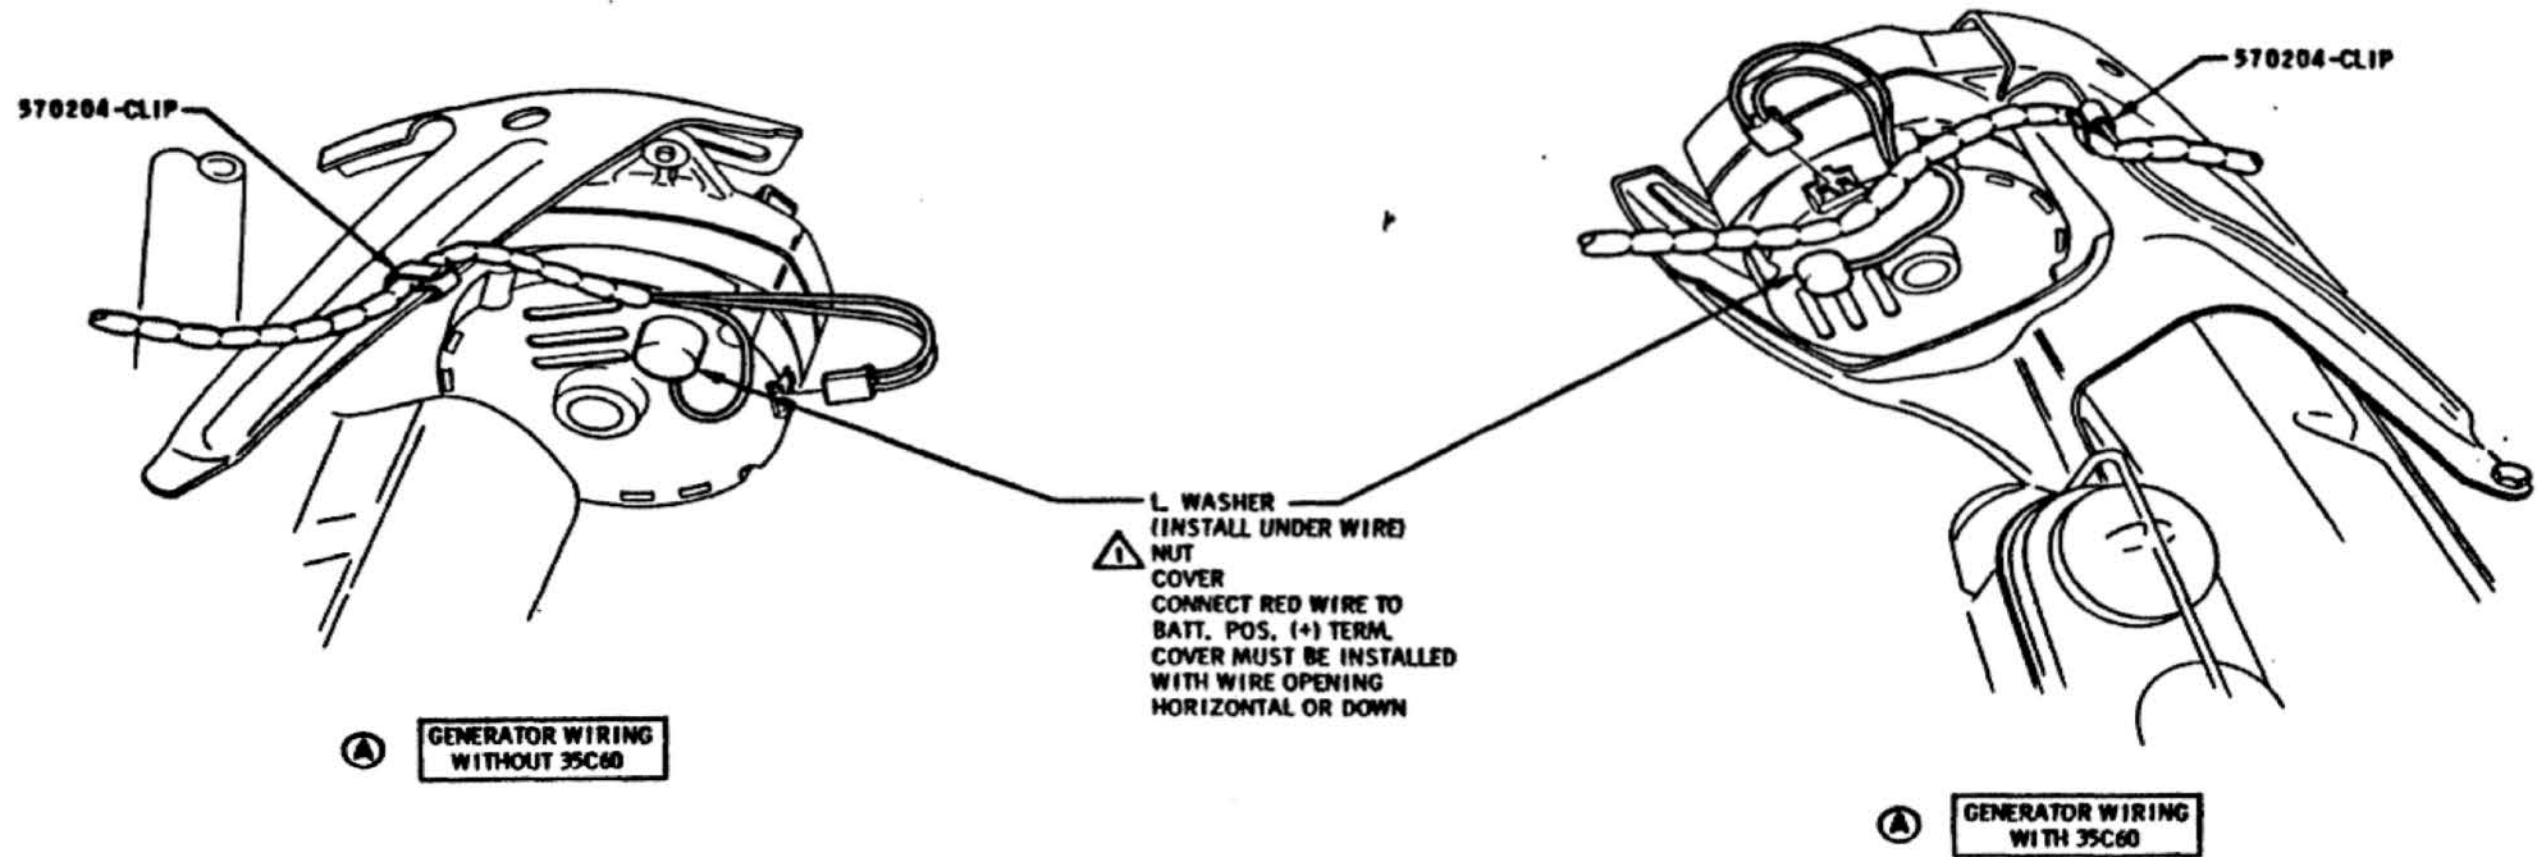 570204-CLIP
570204-CLIP
L WASHER
(INSTALL UNDER WIRE)
1
NUT
COVER
CONNECT RED WIRE TO
BATT. POS. (+) TERM.
COVER MUST BE INSTALLED
WITH WIRE OPENING
HORIZONTAL OR DOWN
A
GENERATOR WIRING
WITHOUT 35C60
A
GENERATOR WIRING
WITH 35C60